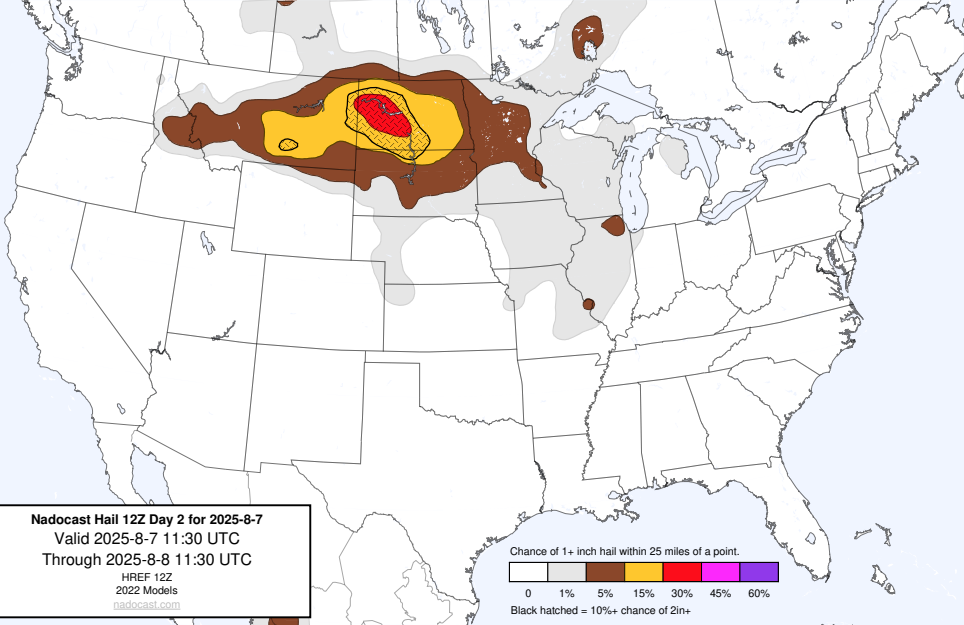 Nadocast Hail 12Z Day 2 for 2025-8-7
Valid 2025-8-7 11:30 UTC
Through 2025-8-8 11:30 UTC
HREF 12Z
2022 Models
nadocast.com
Chance of 1+ inch hail within 25 miles of a point.
0 1% 5% 15% 30% 45% 60%
Black hatched = 10%+ chance of 2in+